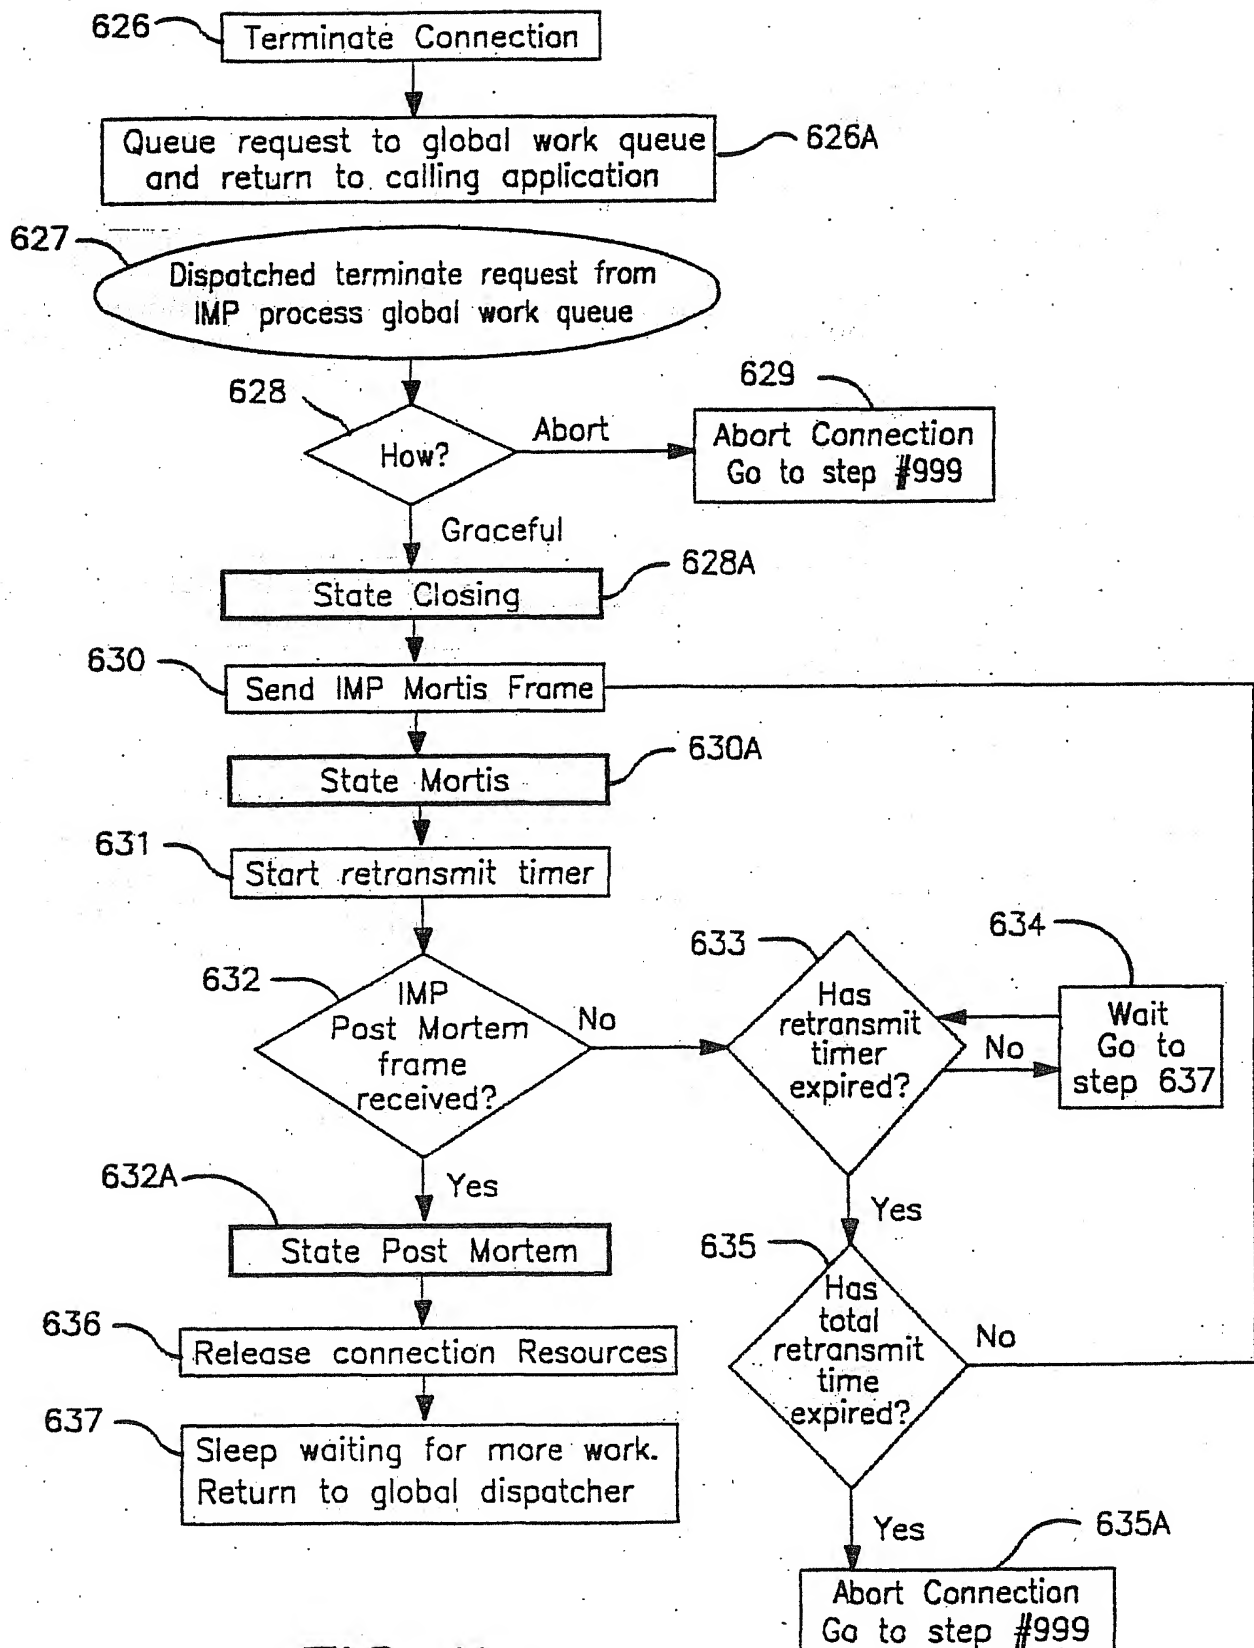 626
Terminate Connection
Queue request to global work queue
and return to calling application
626A
627
Dispatched terminate request from
IMP process global work queue
628
How?
Abort
629
Abort Connection
Go to step #999
Graceful
628A
State Closing
630
Send IMP Mortis Frame
630A
State Mortis
631
Start retransmit timer
632
IMP
Post Mortem
frame
received?
No
633
Has
retransmit
timer
expired?
No
634
Wait
Go to
step 637
632A
Yes
State Post Mortem
Yes
635
Has
total
retransmit
time
expired?
No
636
Release connection Resources
637
Sleep waiting for more work.
Return to global dispatcher
Yes
635A
Abort Connection
Go to step #999